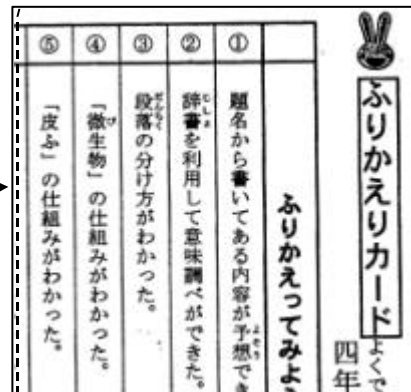 ふりかえりカード
よくで
四年
ふりかえってみよ
① 題名から書いてある内容が予想でき
② 辞書を利用して意味調べができた。
③ 段落の分け方がわかった。
④ 「微生物」の仕組みがわかった。
⑤ 「皮ふ」の仕組みがわかった。